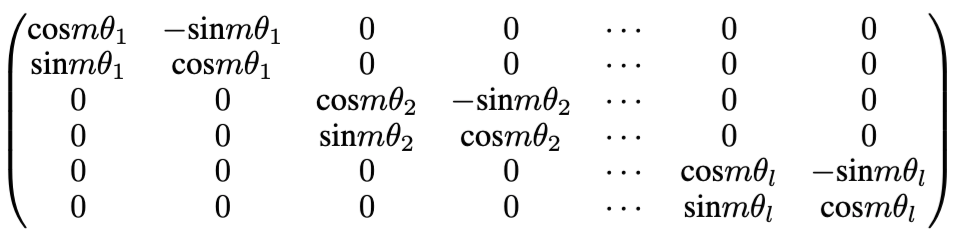 cosmθ₁ −sinmθ₁ 0 0 ⋯ 0 0
sinmθ₁ cosmθ₁ 0 0 ⋯ 0 0
0 0 cosmθ₂ −sinmθ₂ ⋯ 0 0
0 0 sinmθ₂ cosmθ₂ ⋯ 0 0
0 0 0 0 ⋯ cosmθₗ −sinmθₗ
0 0 0 0 ⋯ sinmθₗ cosmθₗ